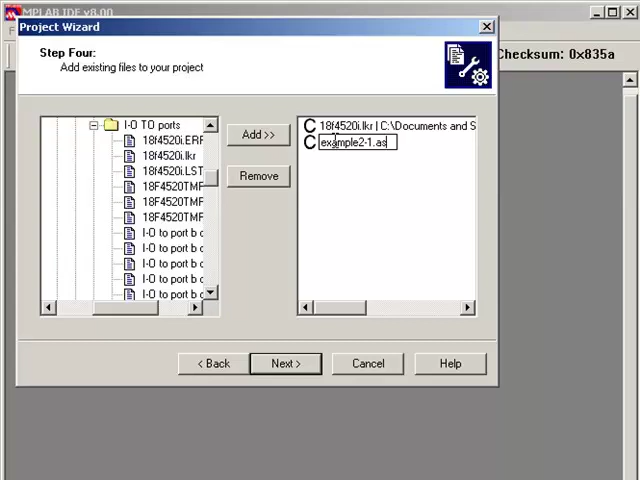 MPLAB IDE v8.00
Project Wizard
Step Four:
Add existing files to your project
Checksum: 0x835a
I-O TO ports
18f4520i.ERF
18f4520i.lkr
18f4520i.LST
18F4520TMF
18F4520TMF
18F4520TMF
I-O to port b c
I-O to port b c
I-O to port b c
I-O to port b c
I-O to port b c
Add >>
Remove
C 18f4520i.lkr | C:\Documents and S
C example2-1.as
< Back
Next >
Cancel
Help